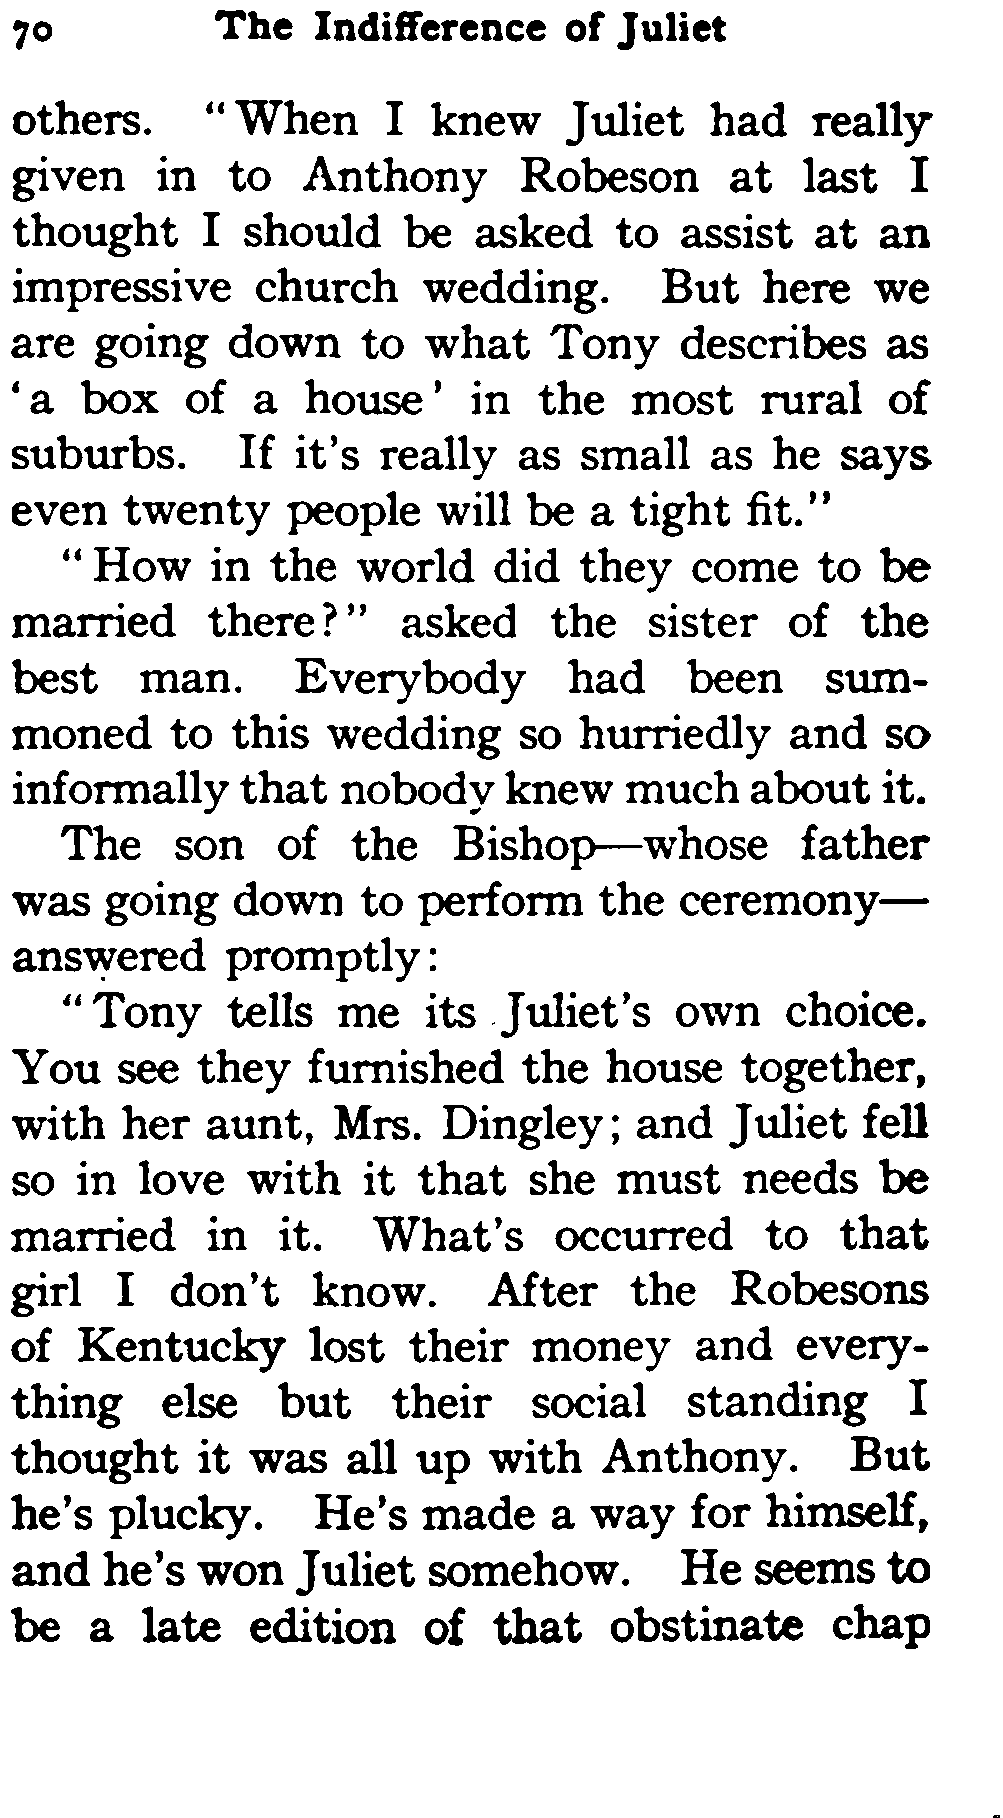 70 The Indifference of Juliet
others. "When I knew Juliet had really
given in to Anthony Robeson at last I
thought I should be asked to assist at an
impressive church wedding. But here we
are going down to what Tony describes as
'a box of a house' in the most rural of
suburbs. If it's really as small as he says
even twenty people will be a tight fit."
"How in the world did they come to be
married there?" asked the sister of the
best man. Everybody had been sum-
moned to this wedding so hurriedly and so
informally that nobody knew much about it.
The son of the Bishop—whose father
was going down to perform the ceremony—
answered promptly:
"Tony tells me its Juliet's own choice.
You see they furnished the house together,
with her aunt, Mrs. Dingley; and Juliet fell
so in love with it that she must needs be
married in it. What's occurred to that
girl I don't know. After the Robesons
of Kentucky lost their money and every-
thing else but their social standing I
thought it was all up with Anthony. But
he's plucky. He's made a way for himself,
and he's won Juliet somehow. He seems to
be a late edition of that obstinate chap